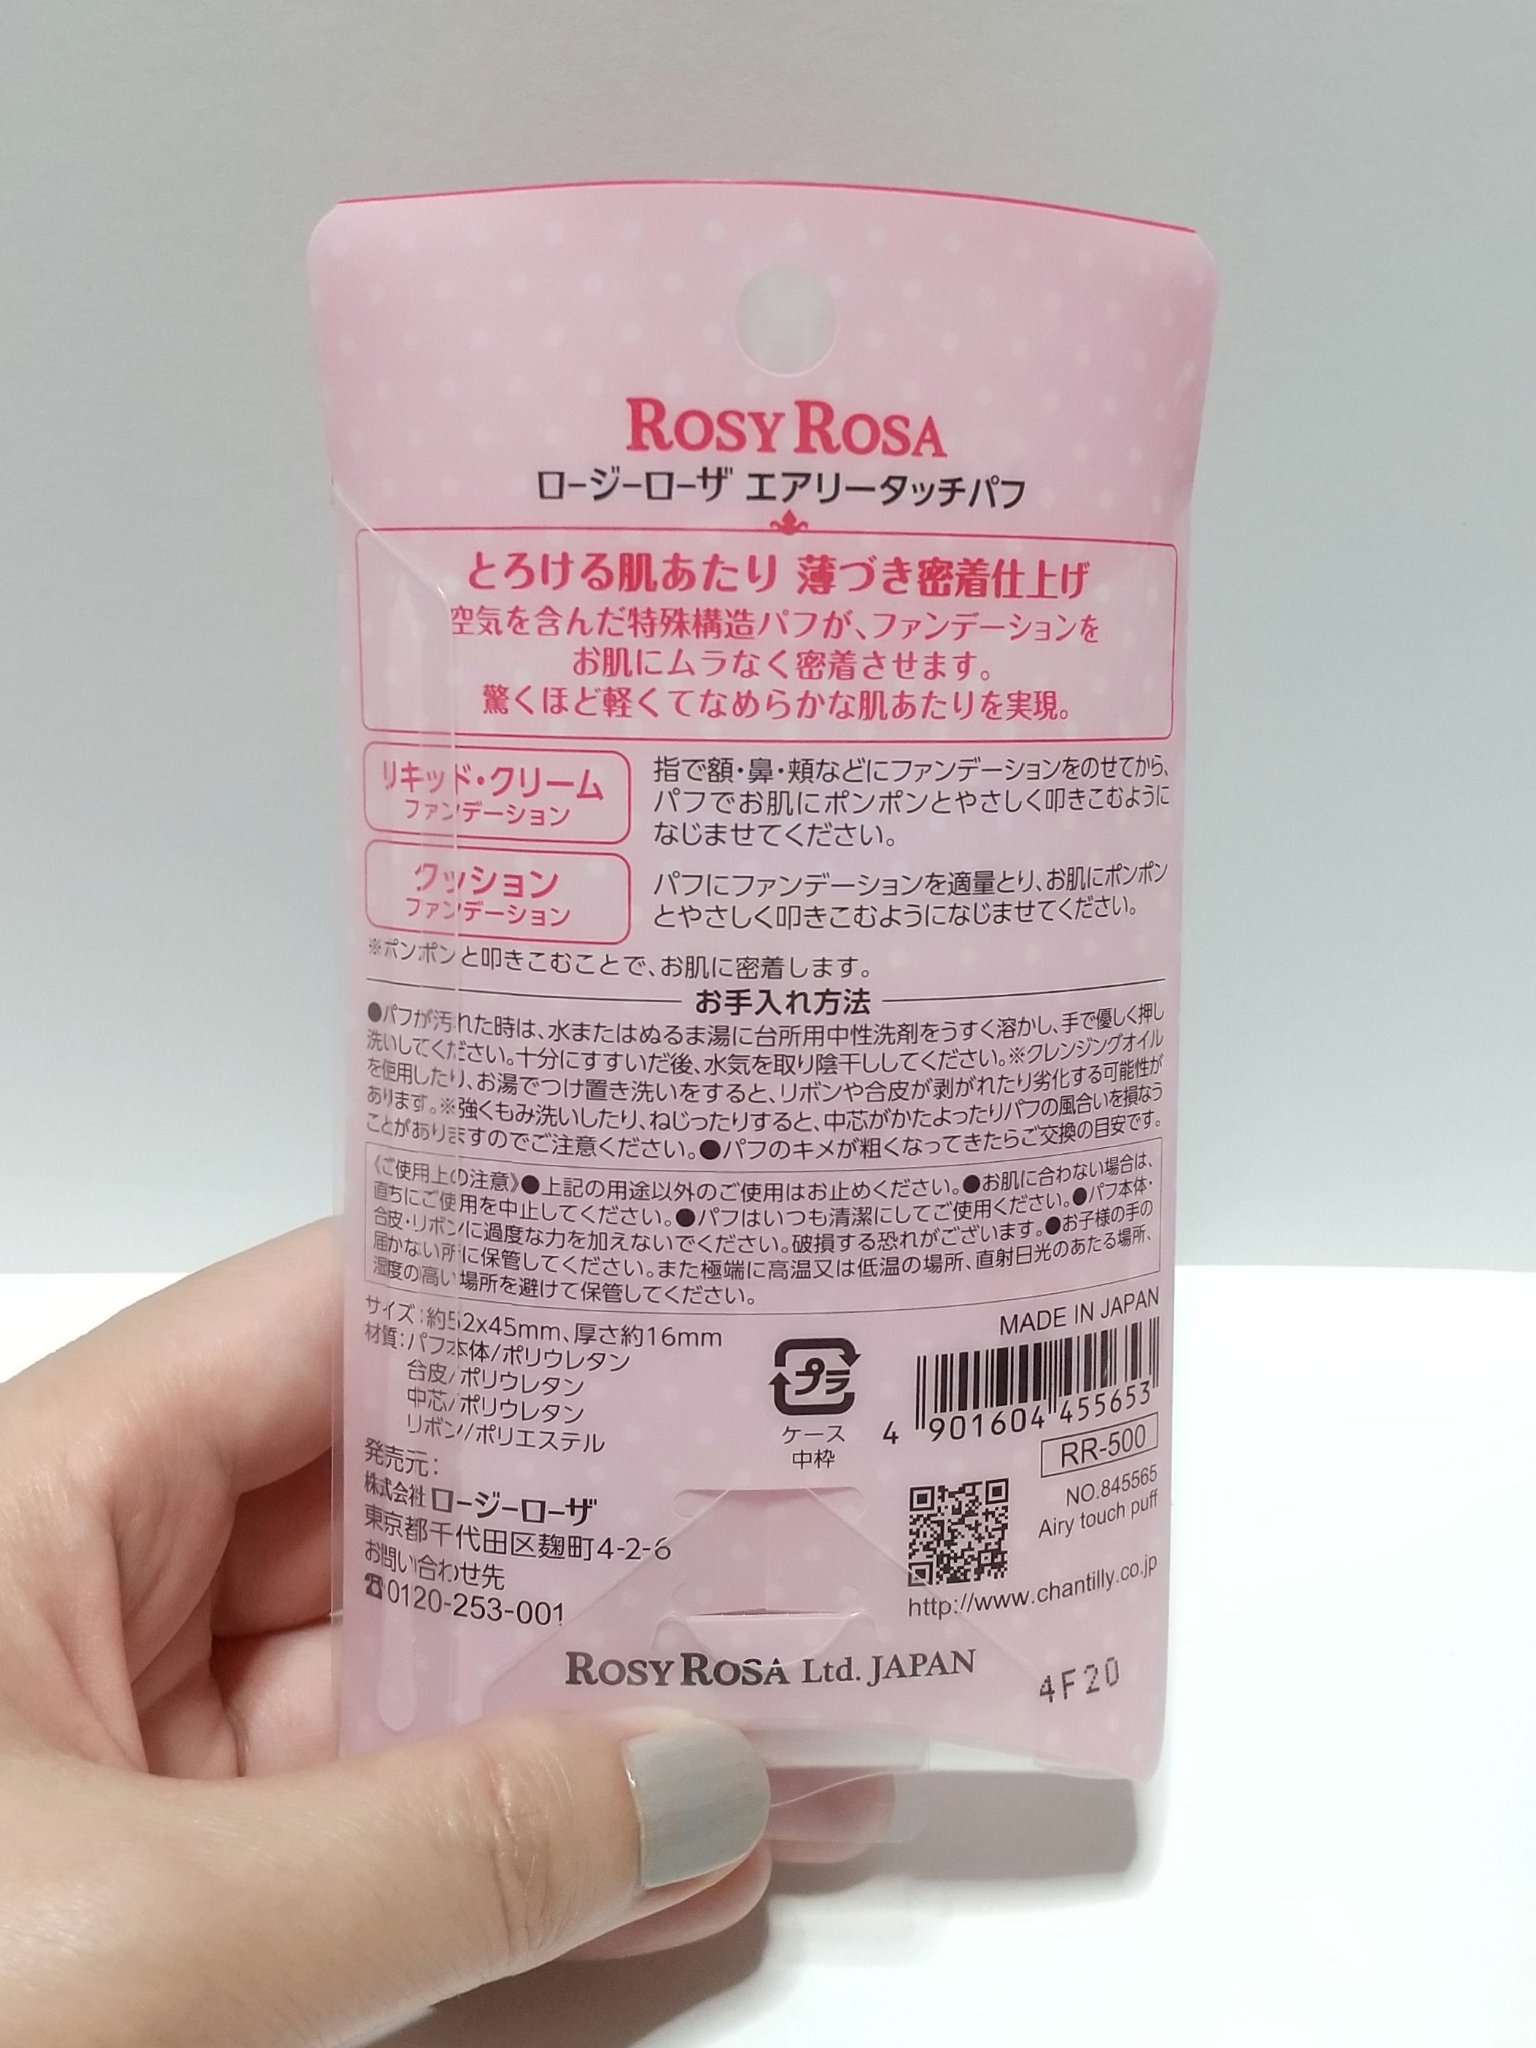 ROSY ROSA
ロージーローザ エアリータッチパフ
とろける肌あたり 薄づき密着仕上げ
空気を含んだ特殊構造パフが、ファンデーションを
お肌にムラなく密着させます。
驚くほど軽くてなめらかな肌あたりを実現。
リキッド・クリーム
ファンデーション
指で額・鼻・頬などにファンデーションをのせてから、
パフでお肌にポンポンとやさしく叩きこむように
なじませてください。
クッション
ファンデーション
パフにファンデーションを適量とり、お肌にポンポン
とやさしく叩きこむようになじませてください。
※ポンポンと叩きこむことで、お肌に密着します。
お手入れ方法
●パフが汚れた時は、水またはぬるま湯に台所用中性洗剤をうすく溶かし、手で優しく押し
洗いしてください。十分にすすいだ後、水気を取り陰干ししてください。※クレンジングオイル
を使用したり、お湯でつけ置き洗いをすると、リボンや合皮が剥がれたり劣化する可能性が
あります。※強くもみ洗いしたり、ねじったりすると、中芯がかたよったりパフの風合いを損なう
ことがありますのでご注意ください。●パフのキメが粗くなってきたらご交換の目安です。
《ご使用上の注意》●上記の用途以外のご使用はお止めください。●お肌に合わない場合は、
直ちにご使用を中止してください。●パフはいつも清潔にしてご使用ください。●パフ本体・
合皮・リボンに過度な力を加えないでください。破損する恐れがございます。●お子様の手の
届かない所に保管してください。また極端に高温又は低温の場所、直射日光のあたる場所、
湿度の高い場所を避けて保管してください。
サイズ:約52x45mm、厚さ約16mm
材質:パフ本体/ポリウレタン
合皮/ポリウレタン
中芯/ポリウレタン
リボン/ポリエステル
プラ
ケース
中枠
MADE IN JAPAN
4 901604 455653
RR-500
NO.845565
Airy touch puff
http://www.chantilly.co.jp
発売元:
株式会社ロージーローザ
東京都千代田区麹町4-2-6
お問い合わせ先
☎0120-253-001
ROSY ROSA Ltd. JAPAN
4F20